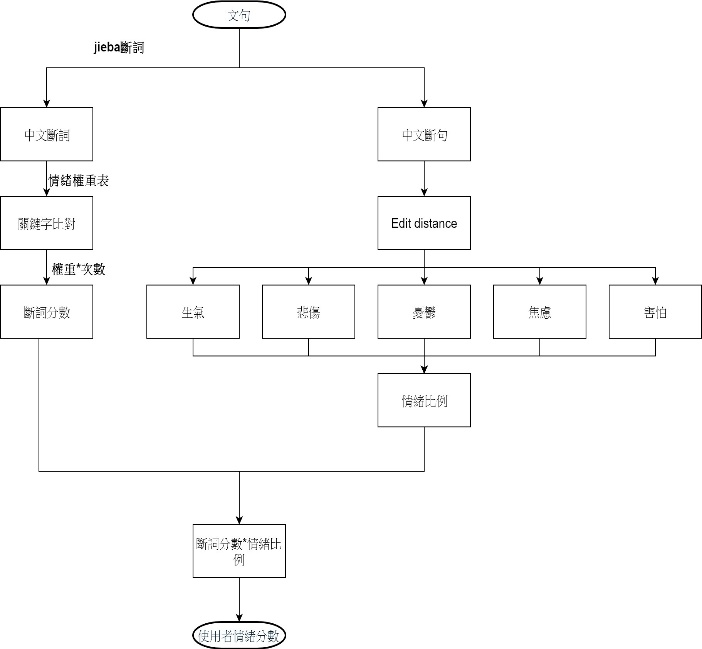 文句
jieba斷詞
中文斷詞
中文斷句
情緒權重表
關鍵字比對
Edit distance
權重*次數
斷詞分數
生氣
悲傷
憂鬱
焦慮
害怕
情緒比例
斷詞分數*情緒比
例
使用者情緒分數